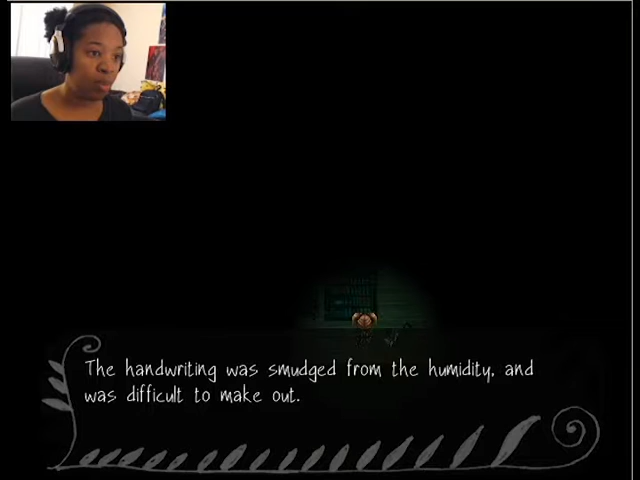 The handwriting was smudged from the humidity, and
was difficult to make out.